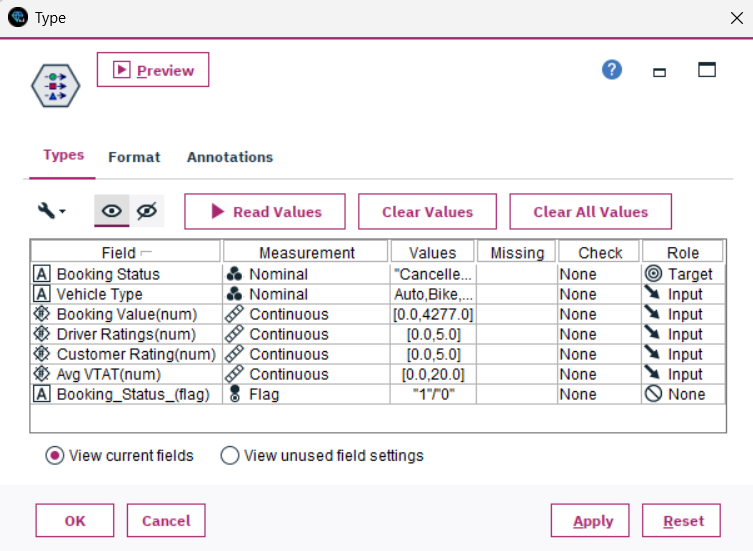 Type
Preview
?
Types Format Annotations
Read Values Clear Values Clear All Values
Field Measurement Values Missing Check Role
A Booking Status Nominal "Cancelle... None Target
A Vehicle Type Nominal Auto,Bike,... None Input
# Booking Value(num) Continuous [0.0,4277.0] None Input
# Driver Ratings(num) Continuous [0.0,5.0] None Input
# Customer Rating(num) Continuous [0.0,5.0] None Input
# Avg VTAT(num) Continuous [0.0,20.0] None Input
A Booking_Status_(flag) Flag "1"/"0" None None
View current fields View unused field settings
OK Cancel Apply Reset